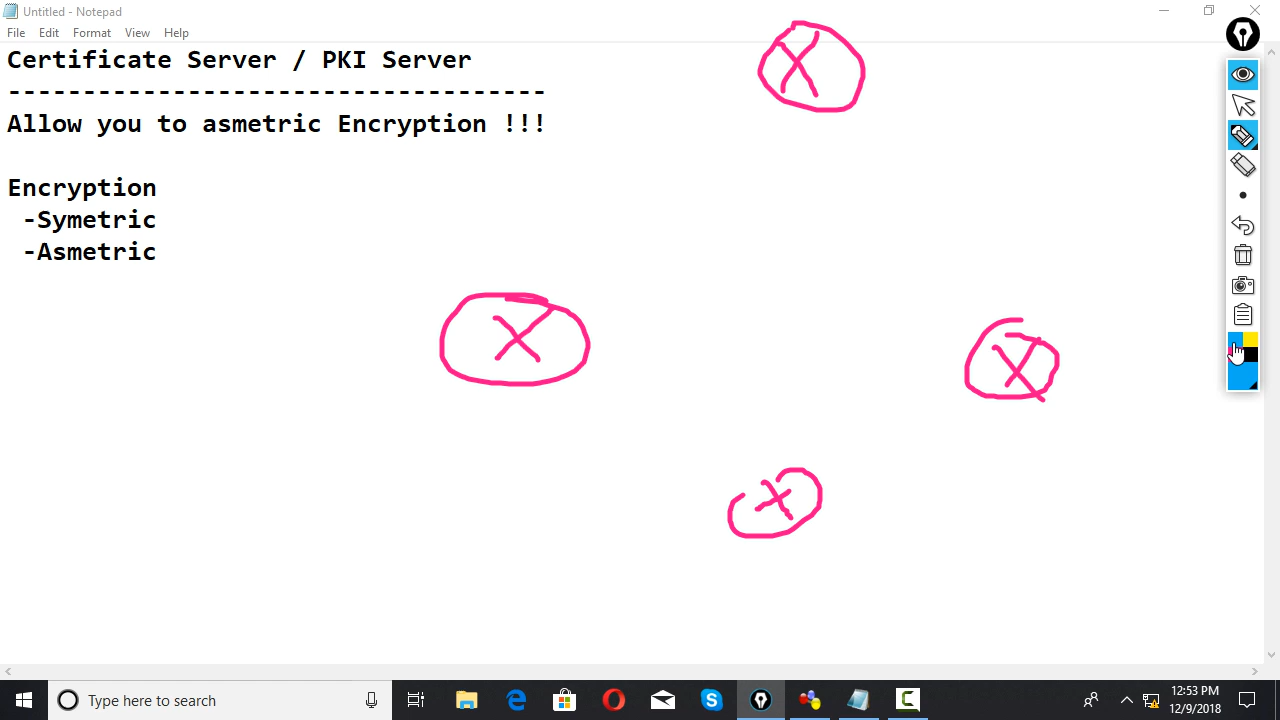 Untitled - Notepad
File Edit Format View Help
Certificate Server / PKI Server
------------------------------------
Allow you to asmetric Encryption !!!
Encryption
-Symetric
-Asmetric
X
X
X
X
Type here to search
12:53 PM
12/9/2018